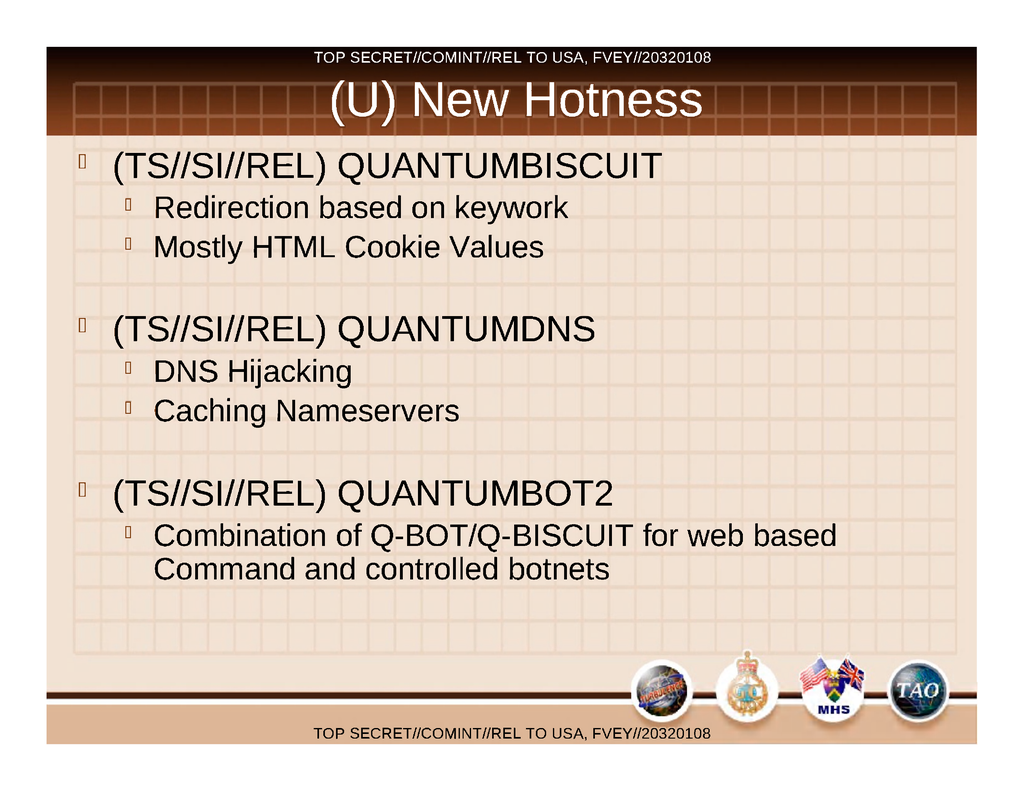 TOP SECRET//COMINT//REL TO USA, FVEY//20320108
(U) New Hotness
(TS//SI//REL) QUANTUMBISCUIT
Redirection based on keywork
Mostly HTML Cookie Values
(TS//SI//REL) QUANTUMDNS
DNS Hijacking
Caching Nameservers
(TS//SI//REL) QUANTUMBOT2
Combination of Q-BOT/Q-BISCUIT for web based
Command and controlled botnets
MHS
TAO
TOP SECRET//COMINT//REL TO USA, FVEY//20320108